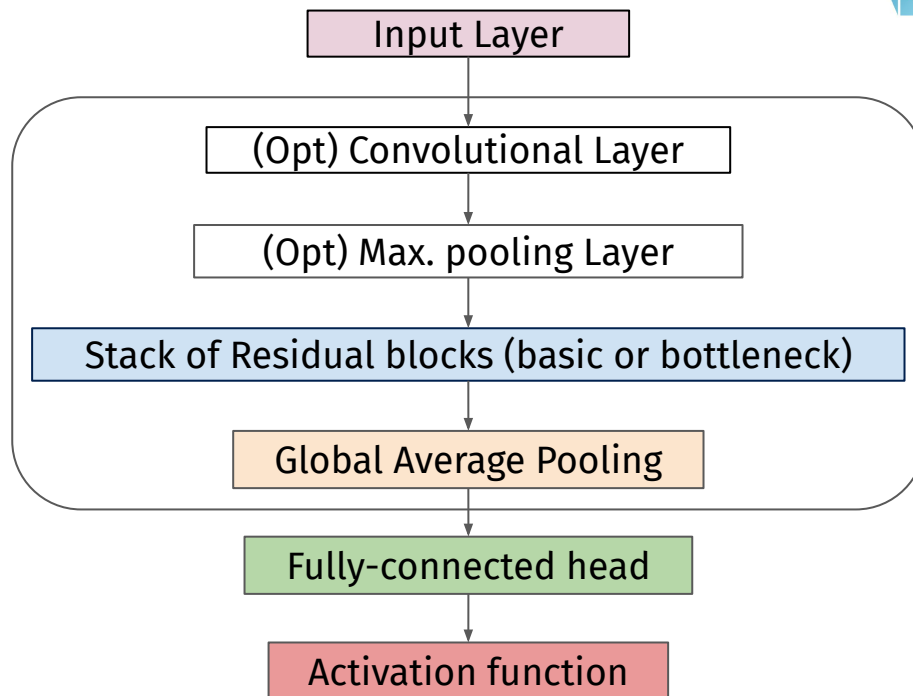 Input Layer
(Opt) Convolutional Layer
(Opt) Max. pooling Layer
Stack of Residual blocks (basic or bottleneck)
Global Average Pooling
Fully-connected head
Activation function